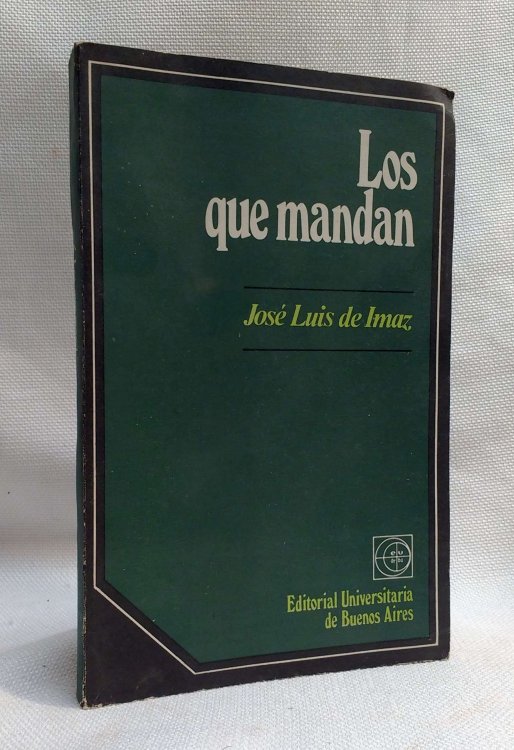 Los
que mandan
José Luis de Imaz
Editorial Universitaria
de Buenos Aires